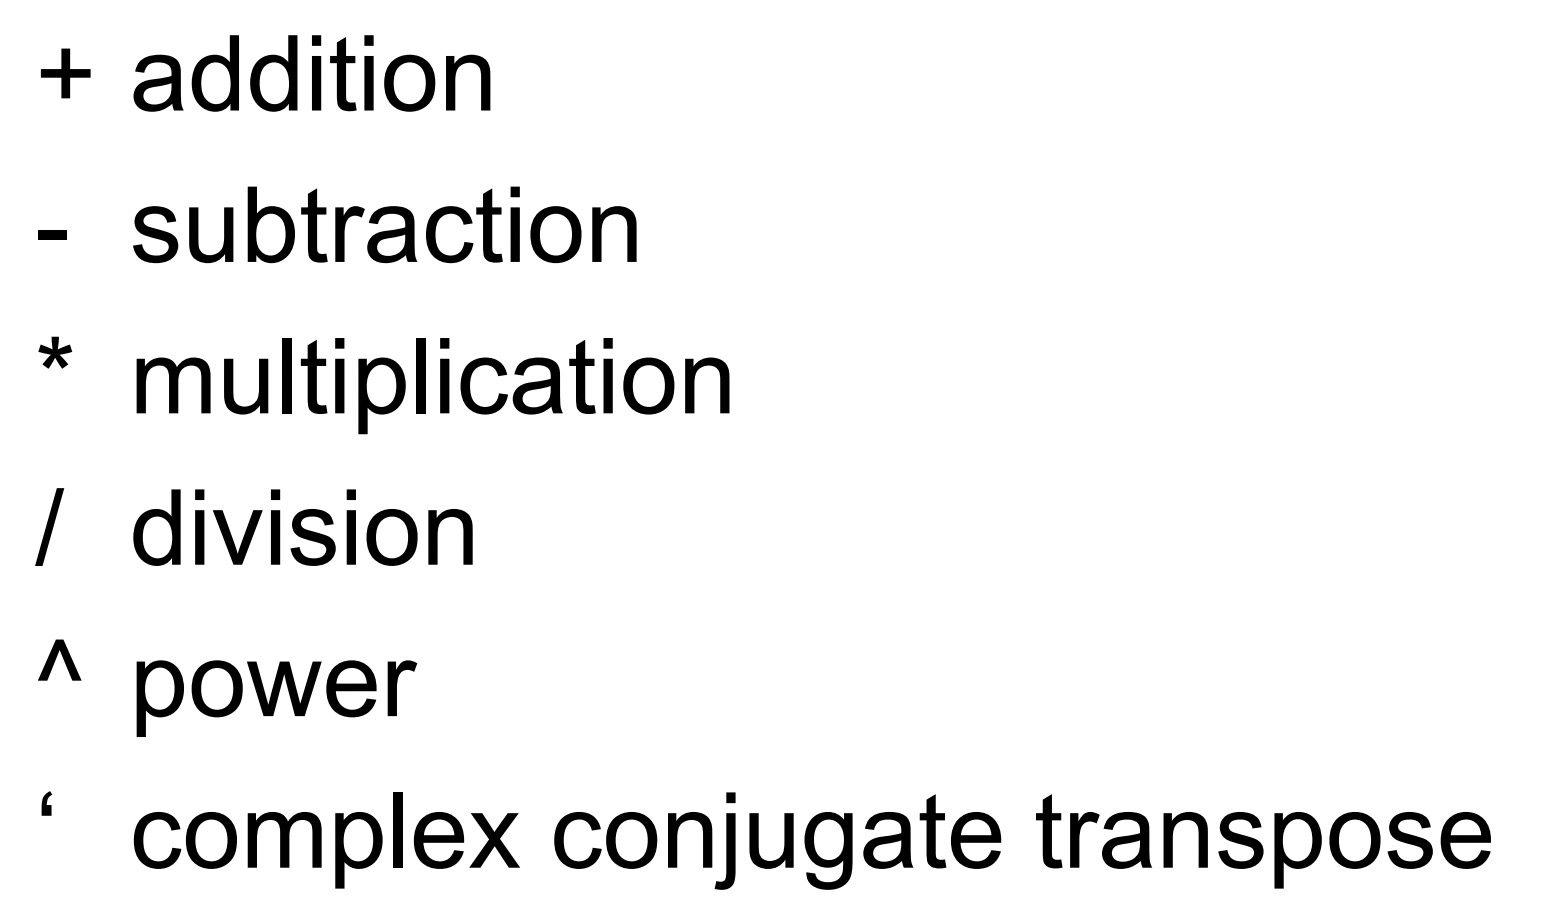 + addition
- subtraction
* multiplication
/ division
^ power
‘ complex conjugate transpose